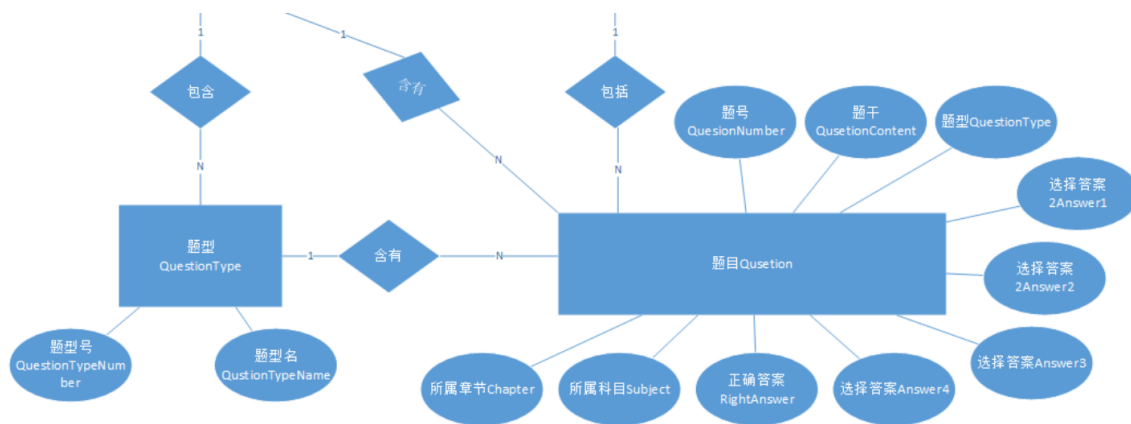 1
1
1
包含
含有
包括
题号
QuesionNumber
题干
QusetionContent
题型QuestionType
N
N
N
选择答案
2Answer1
题型
QuestionType
1
含有
N
题目Qusetion
选择答案
2Answer2
题型号
QuestionTypeNum
ber
题型名
QustionTypeName
所属章节Chapter
所属科目Subject
正确答案
RightAnswer
选择答案Answer4
选择答案Answer3